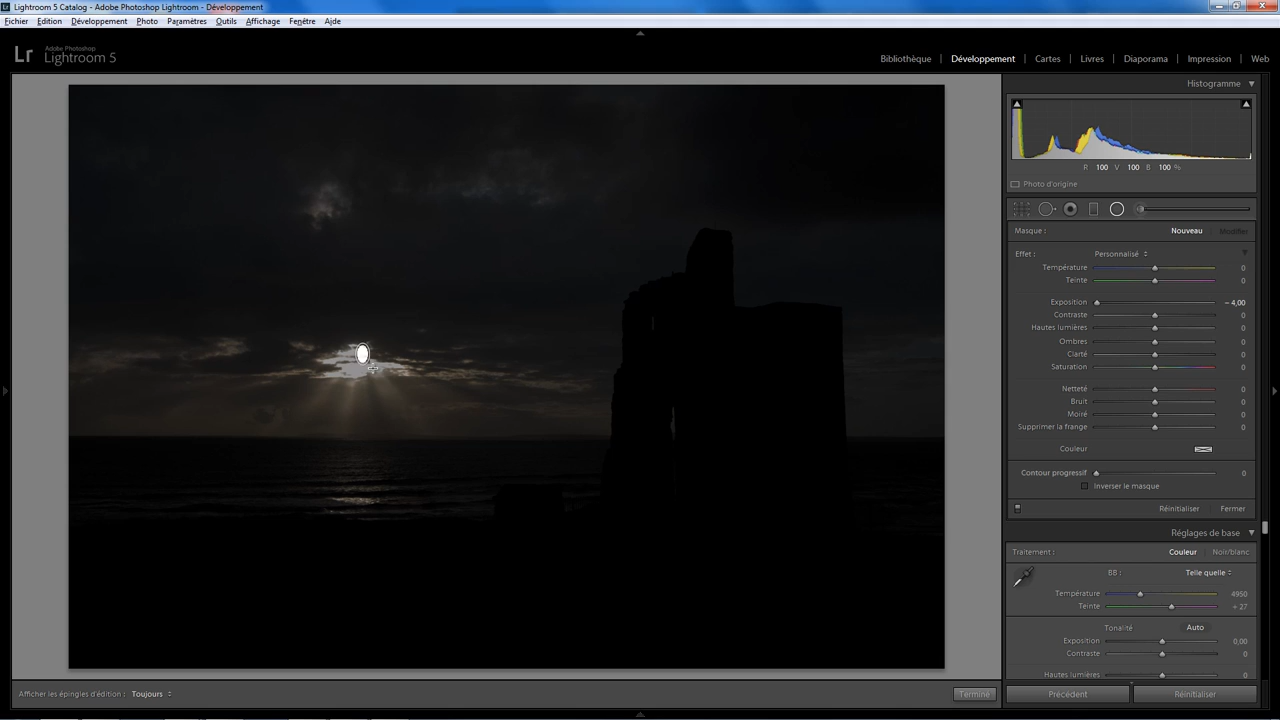 Lightroom 5 Catalog - Adobe Photoshop Lightroom - Développement
Fichier Edition Développement Photo Paramètres Outils Affichage Fenêtre Aide
Lr Adobe Photoshop
Lightroom 5
Bibliothèque | Développement | Cartes | Livres | Diaporama | Impression | Web
Histogramme
R 100 V 100 B 100 %
Photo d'origine
Masque : Nouveau Modifier
Effet : Personnalisé
Température 0
Teinte 0
Exposition – 4,00
Contraste 0
Hautes lumières 0
Ombres 0
Clarté 0
Saturation 0
Netteté 0
Bruit 0
Moiré 0
Supprimer la frange 0
Couleur
Contour progressif 0
Inverser le masque
Réinitialiser Fermer
Réglages de base
Traitement : Couleur Noir/blanc
BB : Telle quelle
Température 4950
Teinte + 27
Tonalité Auto
Exposition 0,00
Contraste 0
Hautes lumières 0
Afficher les épingles d'édition : Toujours Terminé Précédent Réinitialiser